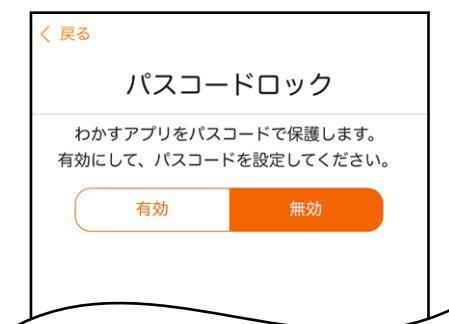 戻る
パスコードロック
わかすアプリをパスコードで保護します。
有効にして、パスコードを設定してください。
有効 無効